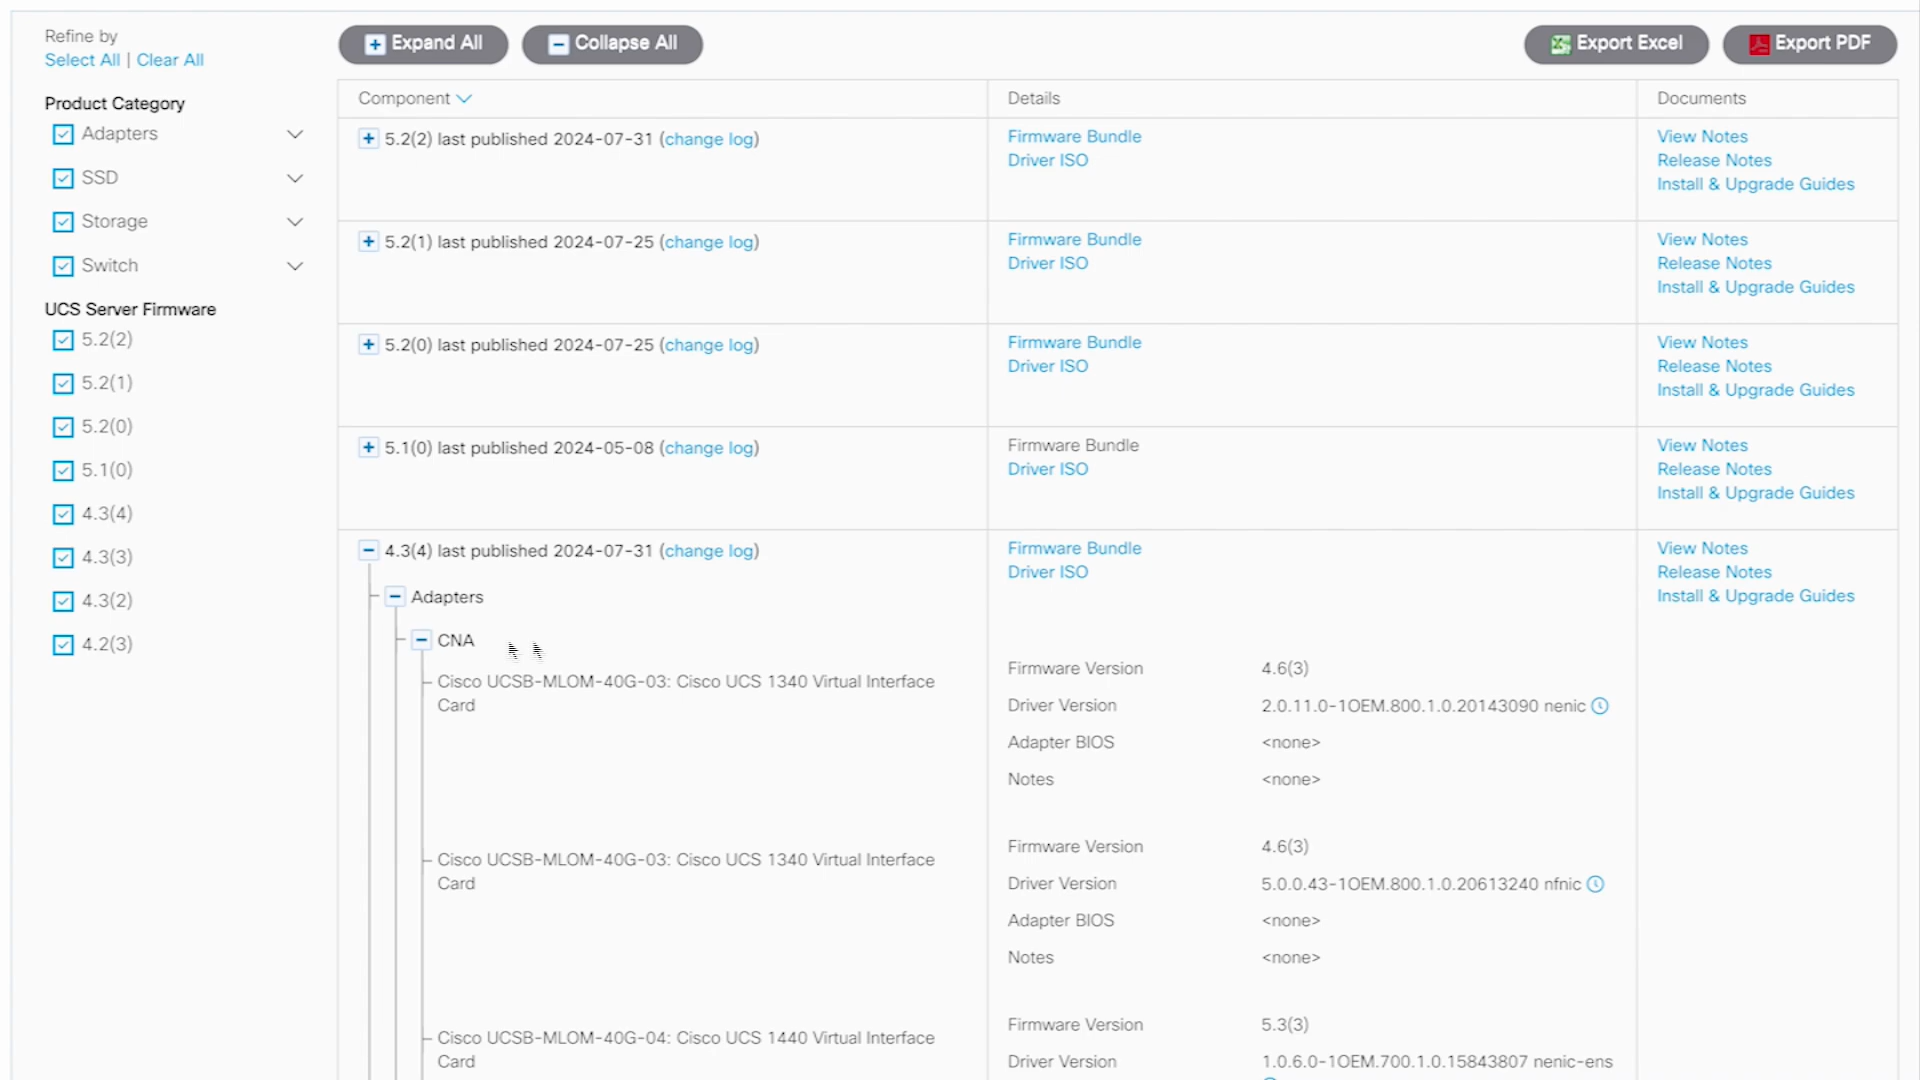 Refine by
Select All | Clear All
Product Category
Adapters
SSD
Storage
Switch
UCS Server Firmware
5.2(2)
5.2(1)
5.2(0)
5.1(0)
4.3(4)
4.3(3)
4.3(2)
4.2(3)
Expand All
Collapse All
Export Excel
Export PDF
Component
Details
Documents
5.2(2) last published 2024-07-31 (change log)
Firmware Bundle
Driver ISO
View Notes
Release Notes
Install & Upgrade Guides
5.2(1) last published 2024-07-25 (change log)
Firmware Bundle
Driver ISO
View Notes
Release Notes
Install & Upgrade Guides
5.2(0) last published 2024-07-25 (change log)
Firmware Bundle
Driver ISO
View Notes
Release Notes
Install & Upgrade Guides
5.1(0) last published 2024-05-08 (change log)
Firmware Bundle
Driver ISO
View Notes
Release Notes
Install & Upgrade Guides
4.3(4) last published 2024-07-31 (change log)
Firmware Bundle
Driver ISO
View Notes
Release Notes
Install & Upgrade Guides
Adapters
CNA
Cisco UCSB-MLOM-40G-03: Cisco UCS 1340 Virtual Interface
Card
Firmware Version 4.6(3)
Driver Version 2.0.11.0-1OEM.800.1.0.20143090 nenic
Adapter BIOS <none>
Notes <none>
Cisco UCSB-MLOM-40G-03: Cisco UCS 1340 Virtual Interface
Card
Firmware Version 4.6(3)
Driver Version 5.0.0.43-1OEM.800.1.0.20613240 nfnic
Adapter BIOS <none>
Notes <none>
Cisco UCSB-MLOM-40G-04: Cisco UCS 1440 Virtual Interface
Card
Firmware Version 5.3(3)
Driver Version 1.0.6.0-1OEM.700.1.0.15843807 nenic-ens